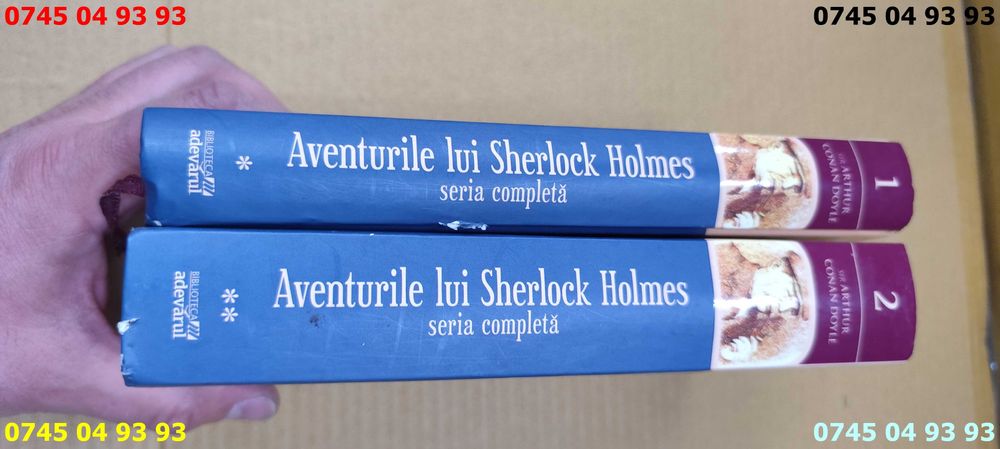 0745 04 93 93
0745 04 93 93
BIBLIOTECA
adevărul
*
Aventurile lui Sherlock Holmes
seria completă
SIR ARTHUR
CONAN DOYLE
1
BIBLIOTECA
adevărul
**
Aventurile lui Sherlock Holmes
seria completă
SIR ARTHUR
CONAN DOYLE
2
0745 04 93 93
0745 04 93 93